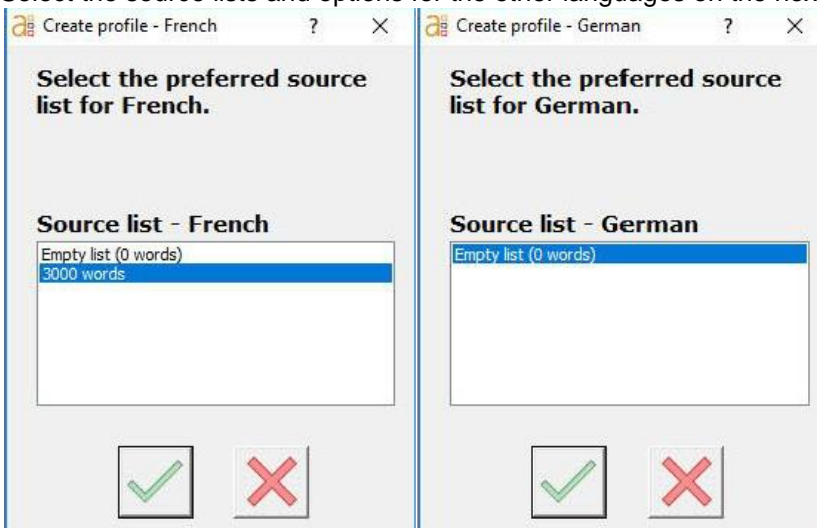 Select the source lists and options for the other languages on the
Create profile - French ? ×
Select the preferred source
list for French.
Source list - French
Empty list (0 words)
3000 words
Create profile - German ? ×
Select the preferred source
list for German.
Source list - German
Empty list (0 words)